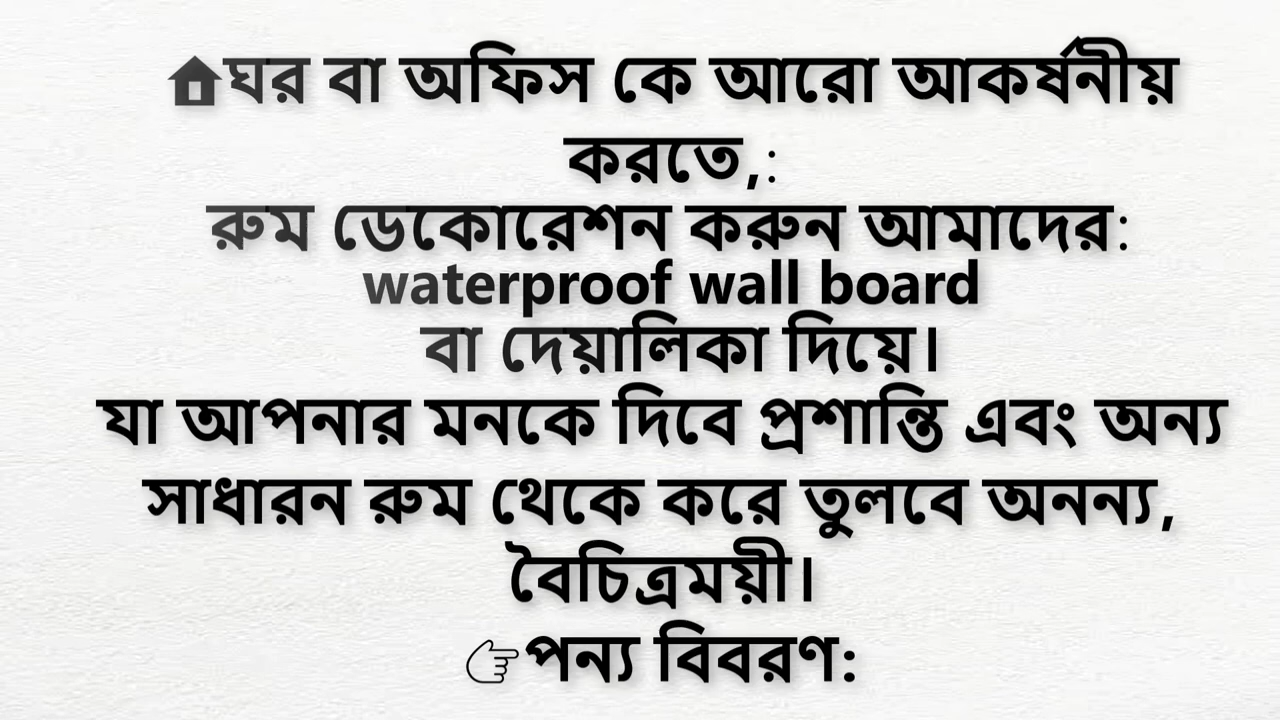 🏠ঘর বা অফিস কে আরো আকর্ষনীয়
করতে,:
রুম ডেকোরেশন করুন আমাদের:
waterproof wall board
বা দেয়ালিকা দিয়ে।
যা আপনার মনকে দিবে প্রশান্তি এবং অন্য
সাধারন রুম থেকে করে তুলবে অনন্য,
বৈচিত্রময়ী।
👉পন্য বিবরণ: